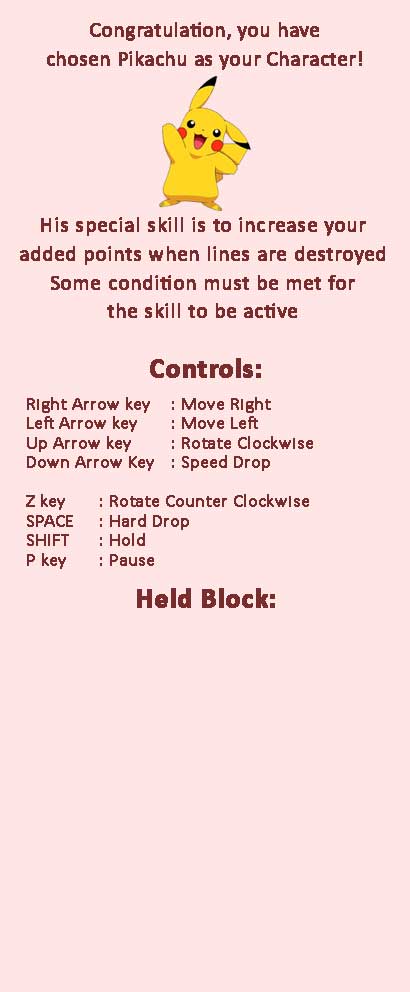 Congratulation, you have
chosen Pikachu as your Character!
His special skill is to increase your
added points when lines are destroyed
Some condition must be met for
the skill to be active
Controls:
Right Arrow key : Move Right
Left Arrow key : Move Left
Up Arrow key : Rotate Clockwise
Down Arrow Key : Speed Drop
Z key : Rotate Counter Clockwise
SPACE : Hard Drop
SHIFT : Hold
P key : Pause
Held Block: